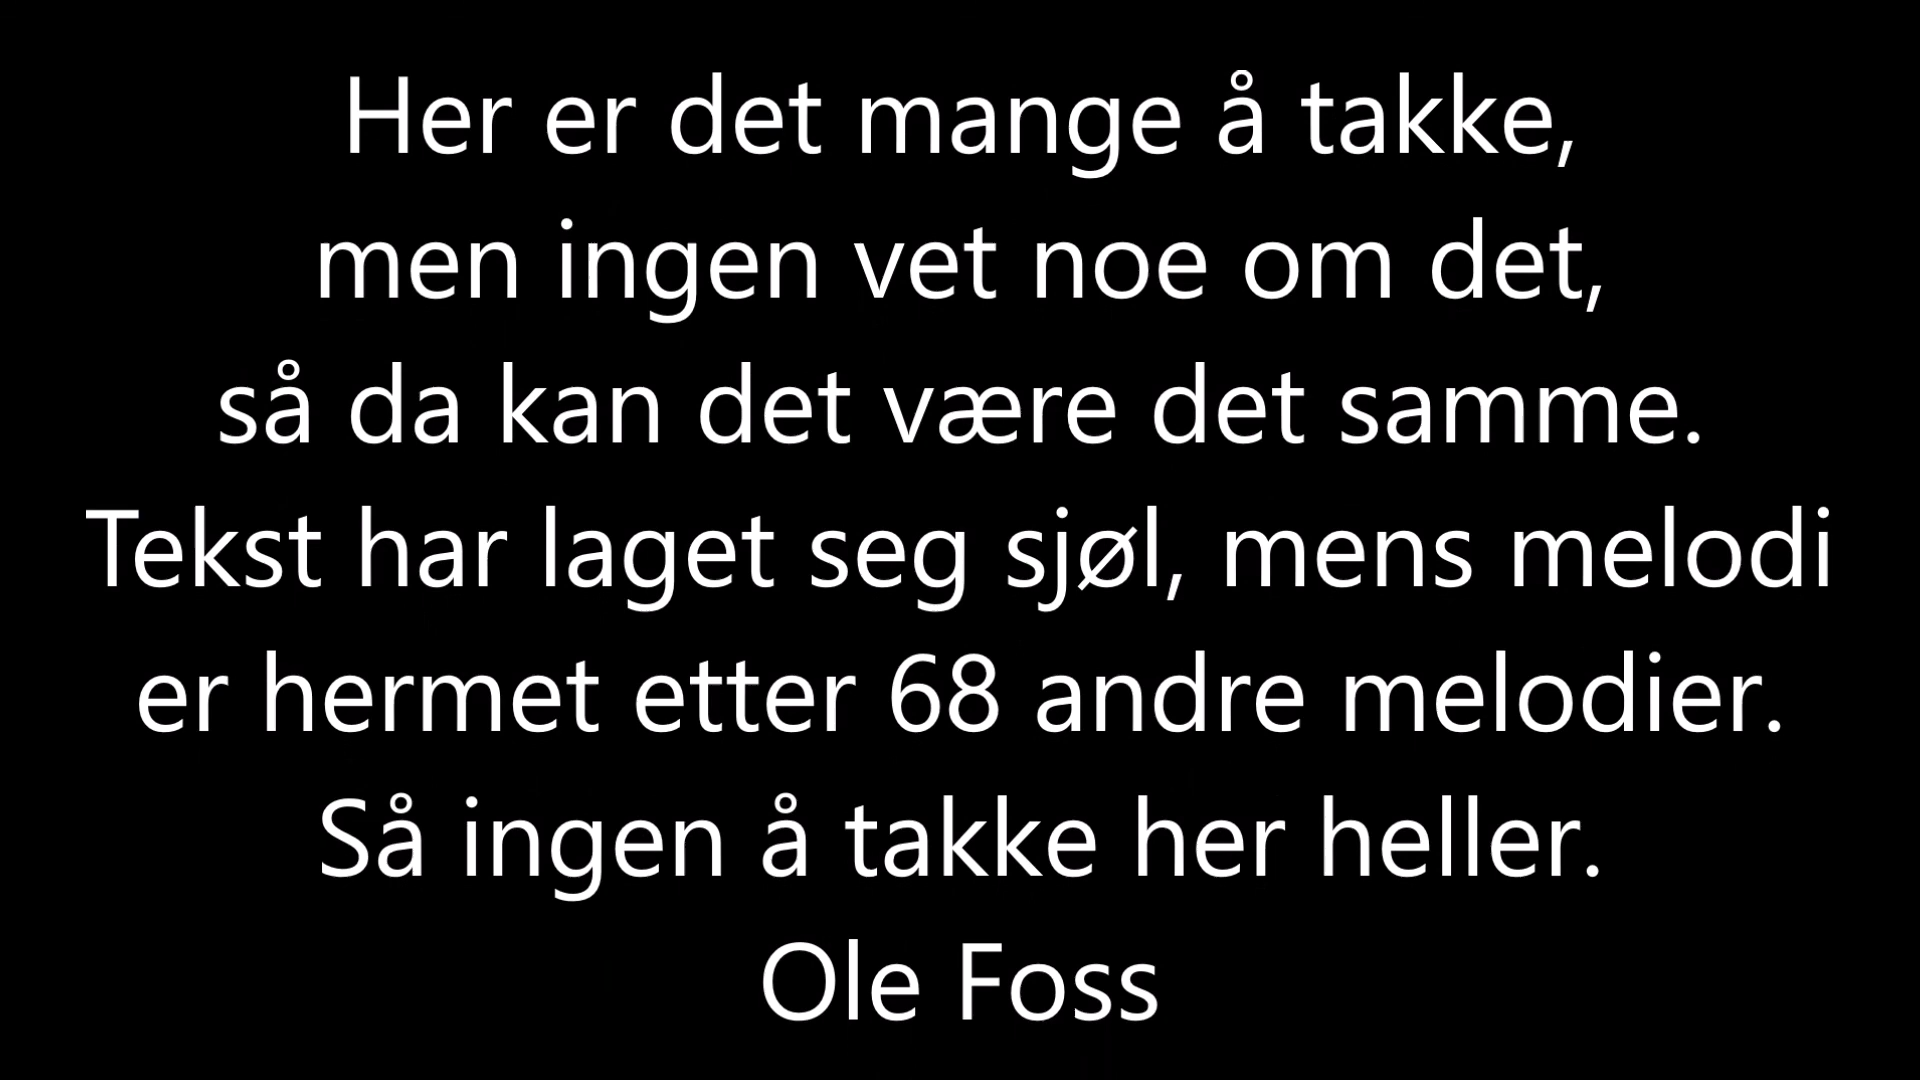 Her er det mange å takke,
men ingen vet noe om det,
så da kan det være det samme.
Tekst har laget seg sjøl, mens melodi
er hermet etter 68 andre melodier.
Så ingen å takke her heller.
Ole Foss